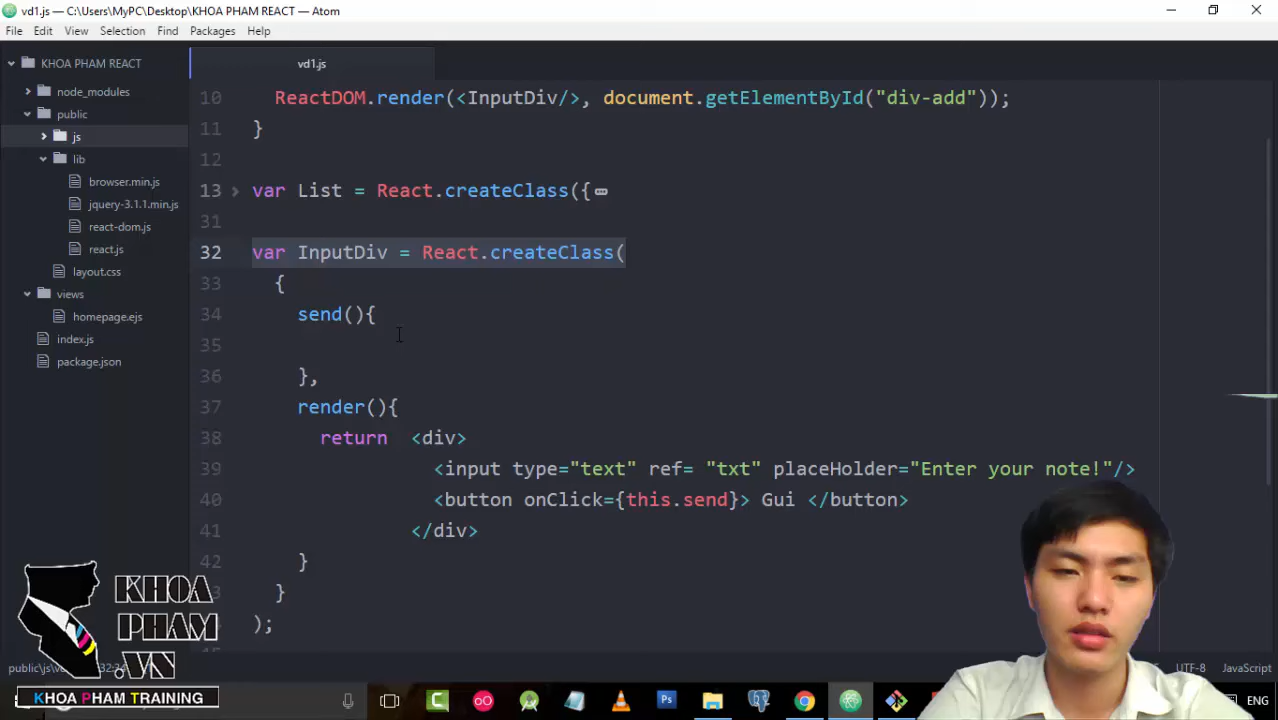 vd1.js — C:\Users\MyPC\Desktop\KHOA PHAM REACT — Atom
File Edit View Selection Find Packages Help
KHOA PHAM REACT
vd1.js
node_modules
public
js
lib
browser.min.js
jquery-3.1.1.min.js
react-dom.js
react.js
layout.css
views
homepage.ejs
index.js
package.json
10 ReactDOM.render(<InputDiv/>, document.getElementById("div-add"));
11 }
12
13 var List = React.createClass({
31
32 var InputDiv = React.createClass(
33 {
34 send(){
35
36 },
37 render(){
38 return <div>
39 <input type="text" ref= "txt" placeHolder="Enter your note!"/>
40 <button onClick={this.send}> Gui </button>
41 </div>
42 }
}
);
KHOA
PHAM
.VN
KHOA PHAM TRAINING
UTF-8 JavaScript
Ps
ENG